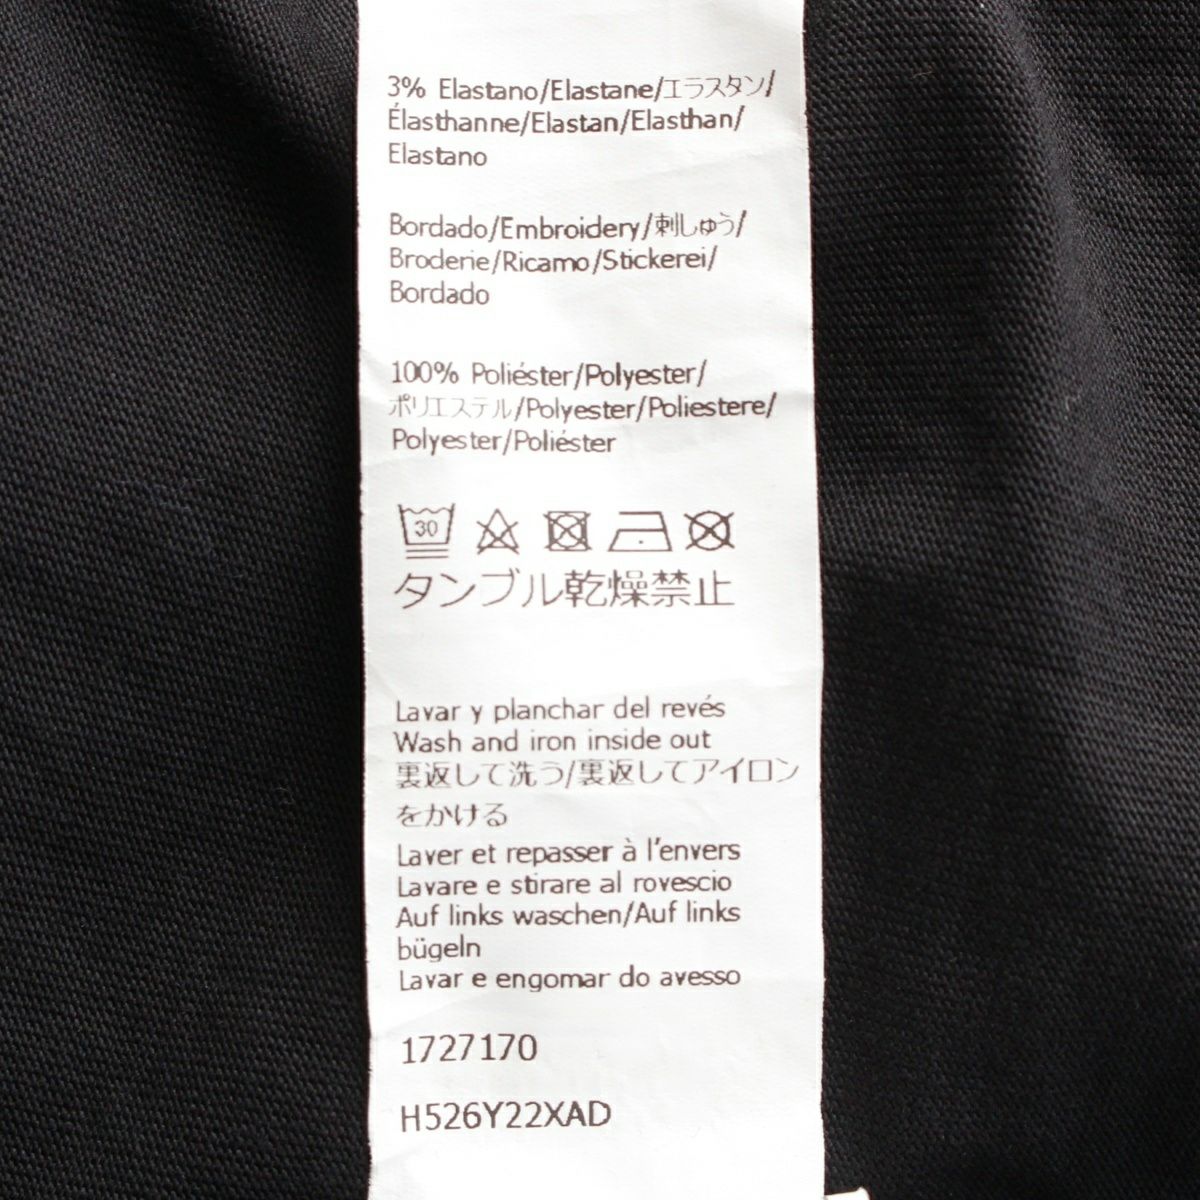 3% Elastano/Elastane/エラスタン/
Élasthanne/Elastan/Elasthan/
Elastano
Bordado/Embroidery/刺しゅう/
Broderie/Ricamo/Stickerei/
Bordado
100% Poliéster/Polyester/
ポリエステル/Polyester/Poliestere/
Polyester/Poliéster
30
タンブル乾燥禁止
Lavar y planchar del revés
Wash and iron inside out
裏返して洗う/裏返してアイロン
をかける
Laver et repasser à l'envers
Lavare e stirare al rovescio
Auf links waschen/Auf links
bügeln
Lavar e engomar do avesso
1727170
H526Y22XAD